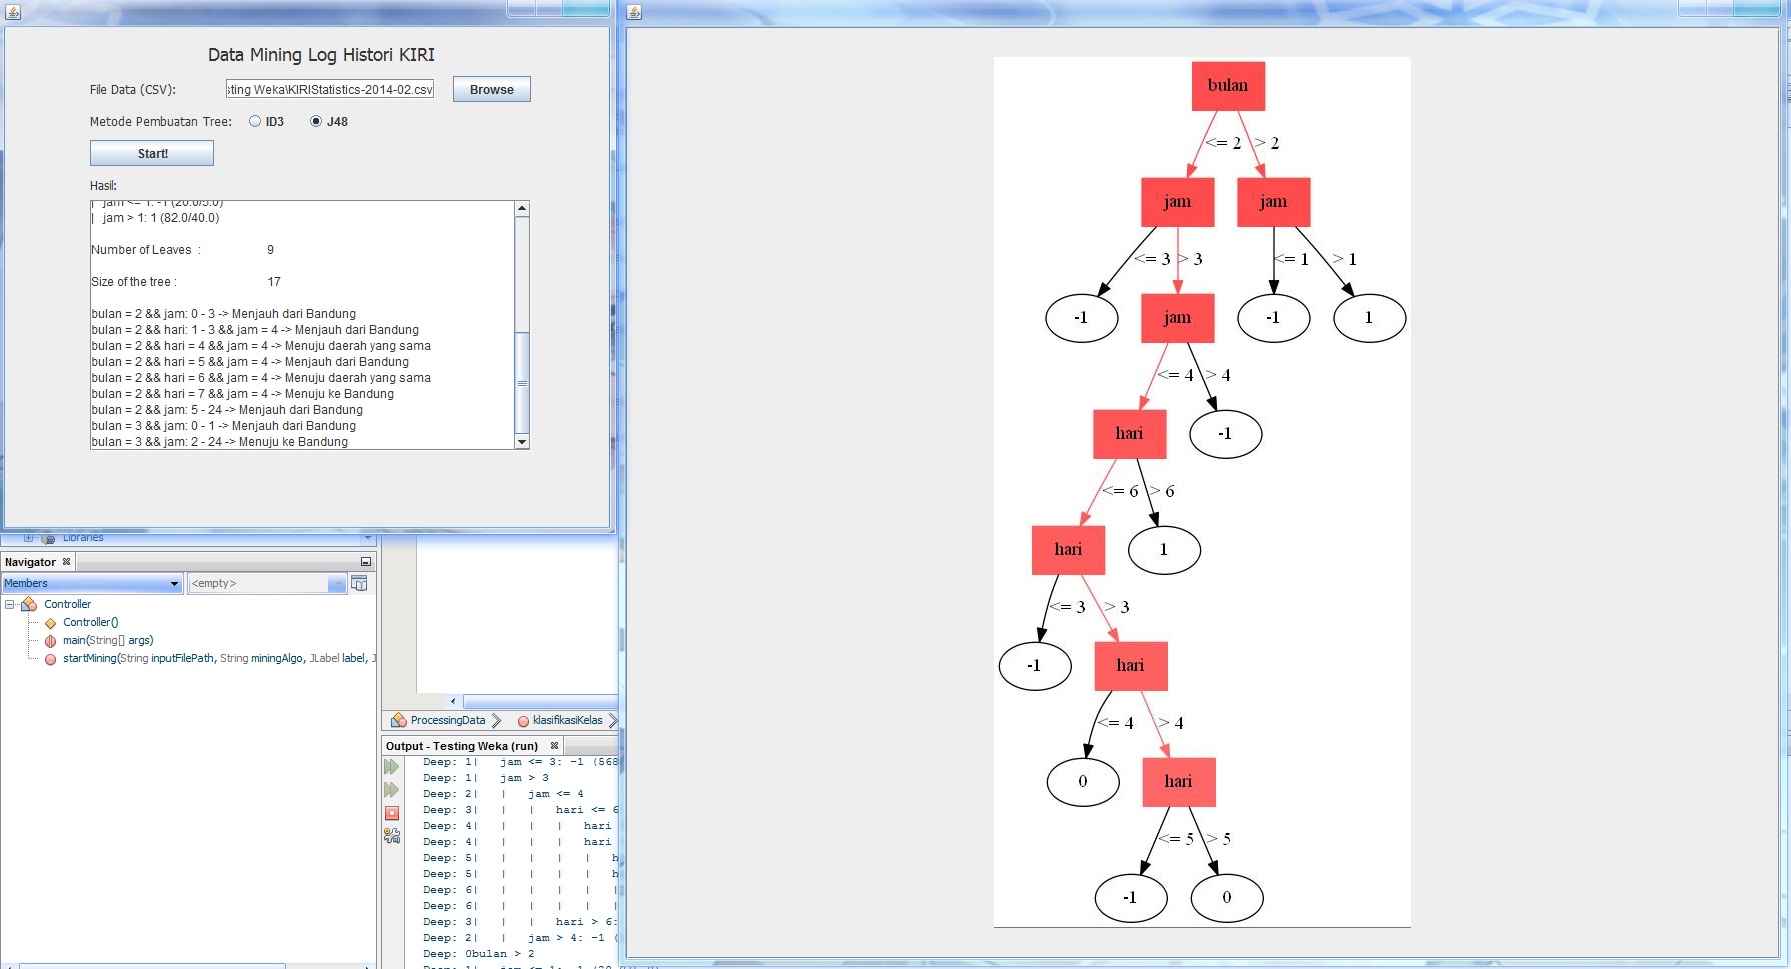 Data Mining Log Histori KIRI
File Data (CSV):
sting Weka\KIRIStatistics-2014-02.csv
Browse
Metode Pembuatan Tree:
ID3
J48
Start!
Hasil:
| jam <= 1: -1 (20.0/5.0)
| jam > 1: 1 (82.0/40.0)
Number of Leaves : 9
Size of the tree : 17
bulan = 2 && jam: 0 - 3 -> Menjauh dari Bandung
bulan = 2 && hari: 1 - 3 && jam = 4 -> Menjauh dari Bandung
bulan = 2 && hari = 4 && jam = 4 -> Menuju daerah yang sama
bulan = 2 && hari = 5 && jam = 4 -> Menjauh dari Bandung
bulan = 2 && hari = 6 && jam = 4 -> Menuju daerah yang sama
bulan = 2 && hari = 7 && jam = 4 -> Menuju ke Bandung
bulan = 2 && jam: 5 - 24 -> Menjauh dari Bandung
bulan = 3 && jam: 0 - 1 -> Menjauh dari Bandung
bulan = 3 && jam: 2 - 24 -> Menuju ke Bandung
Libraries
Navigator
Members
<empty>
Controller
Controller()
main(String[] args)
startMining(String inputFilePath, String miningAlgo, JLabel label, J
ProcessingData
klasifikasiKelas
Output - Testing Weka (run)
Deep: 1| jam <= 3: -1 (568
Deep: 1| jam > 3
Deep: 2| | jam <= 4
Deep: 3| | | hari <= 6
Deep: 4| | | | hari
Deep: 4| | | | hari
Deep: 5| | | | | h
Deep: 5| | | | | h
Deep: 6| | | | | |
Deep: 6| | | | | |
Deep: 3| | | hari > 6:
Deep: 2| | jam > 4: -1 (
Deep: 0bulan > 2
bulan
<= 2 > 2
jam jam
<= 3 > 3 <= 1 > 1
-1 jam -1 1
<= 4 > 4
hari -1
<= 6 > 6
hari 1
<= 3 > 3
-1 hari
<= 4 > 4
0 hari
<= 5 > 5
-1 0